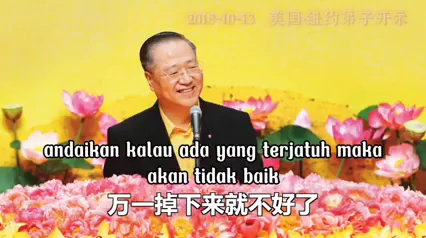 2018-10-13 美国·纽约弟子开示
andaikan kalau ada yang terjatuh maka
akan tidak baik
万一掉下来就不好了